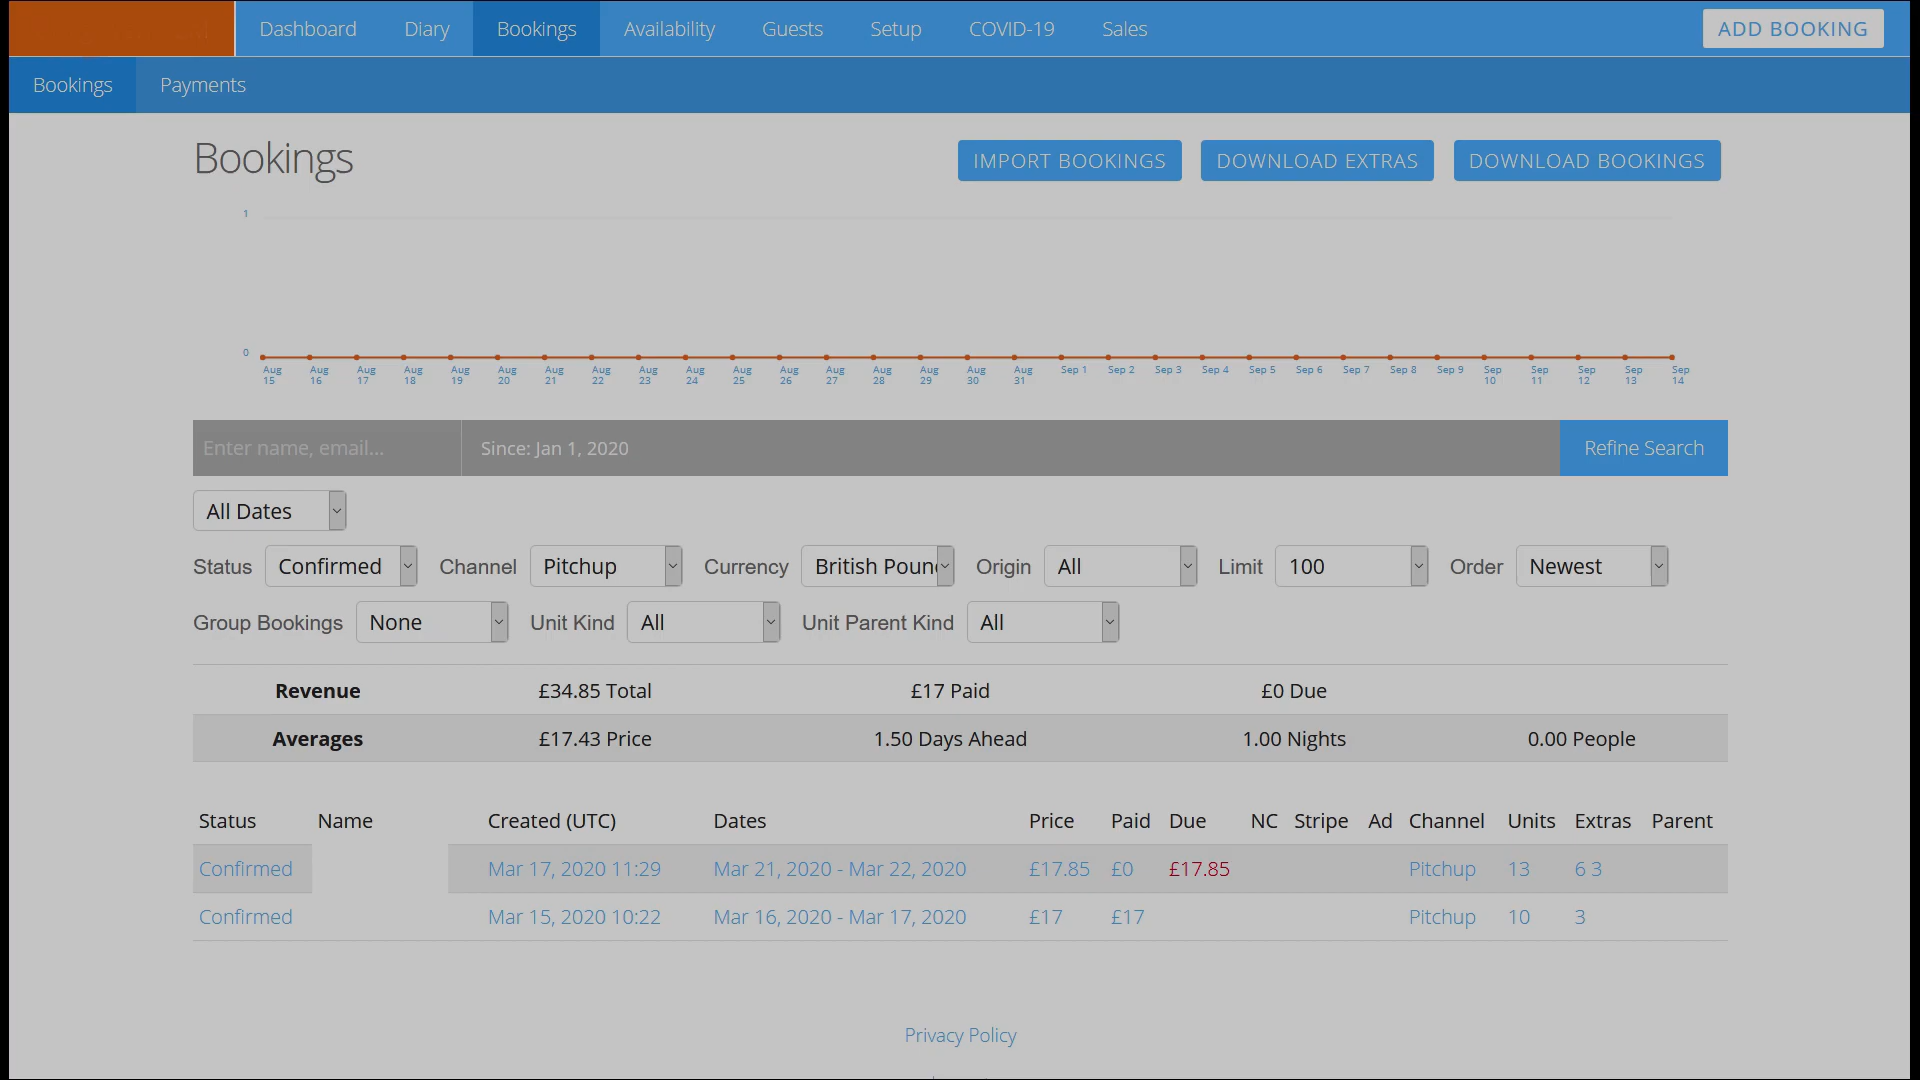 Dashboard Diary Bookings Availability Guests Setup COVID-19 Sales ADD BOOKING
Bookings Payments
Bookings IMPORT BOOKINGS DOWNLOAD EXTRAS DOWNLOAD BOOKINGS
1
0
Aug 15 Aug 16 Aug 17 Aug 18 Aug 19 Aug 20 Aug 21 Aug 22 Aug 23 Aug 24 Aug 25 Aug 26 Aug 27 Aug 28 Aug 29 Aug 30 Aug 31 Sep 1 Sep 2 Sep 3 Sep 4 Sep 5 Sep 6 Sep 7 Sep 8 Sep 9 Sep 10 Sep 11 Sep 12 Sep 13 Sep 14
Enter name, email... Since: Jan 1, 2020 Refine Search
All Dates
Status Confirmed Channel Pitchup Currency British Poun Origin All Limit 100 Order Newest
Group Bookings None Unit Kind All Unit Parent Kind All
Revenue £34.85 Total £17 Paid £0 Due
Averages £17.43 Price 1.50 Days Ahead 1.00 Nights 0.00 People
Status Name Created (UTC) Dates Price Paid Due NC Stripe Ad Channel Units Extras Parent
Confirmed Mar 17, 2020 11:29 Mar 21, 2020 - Mar 22, 2020 £17.85 £0 £17.85 Pitchup 13 6 3
Confirmed Mar 15, 2020 10:22 Mar 16, 2020 - Mar 17, 2020 £17 £17 Pitchup 10 3
Privacy Policy